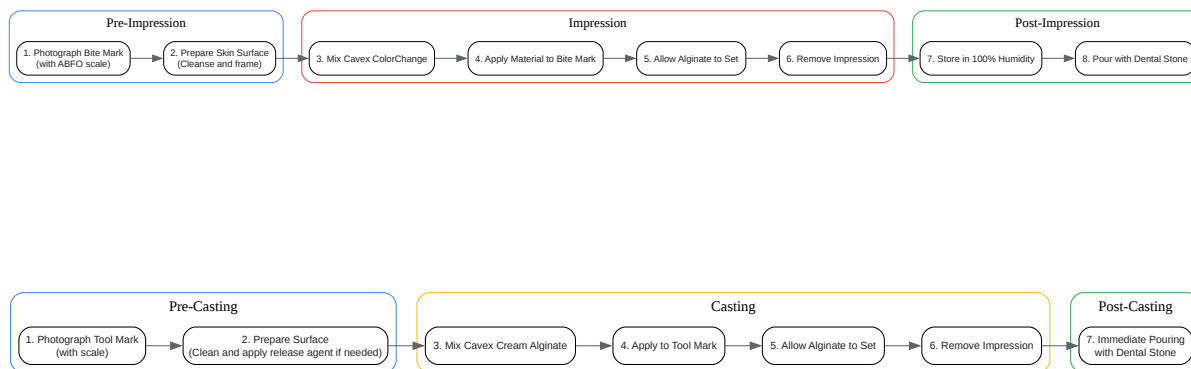 Pre-Impression
Impression
Post-Impression
1. Photograph Bite Mark
(with ABFO scale)
2. Prepare Skin Surface
(Cleanse and frame)
3. Mix Cavex ColorChange
4. Apply Material to Bite Mark
5. Allow Alginate to Set
6. Remove Impression
7. Store in 100% Humidity
8. Pour with Dental Stone
Pre-Casting
Casting
Post-Casting
1. Photograph Tool Mark
(with scale)
2. Prepare Surface
(Clean and apply release agent if needed)
3. Mix Cavex Cream Alginate
4. Apply to Tool Mark
5. Allow Alginate to Set
6. Remove Impression
7. Immediate Pouring
with Dental Stone